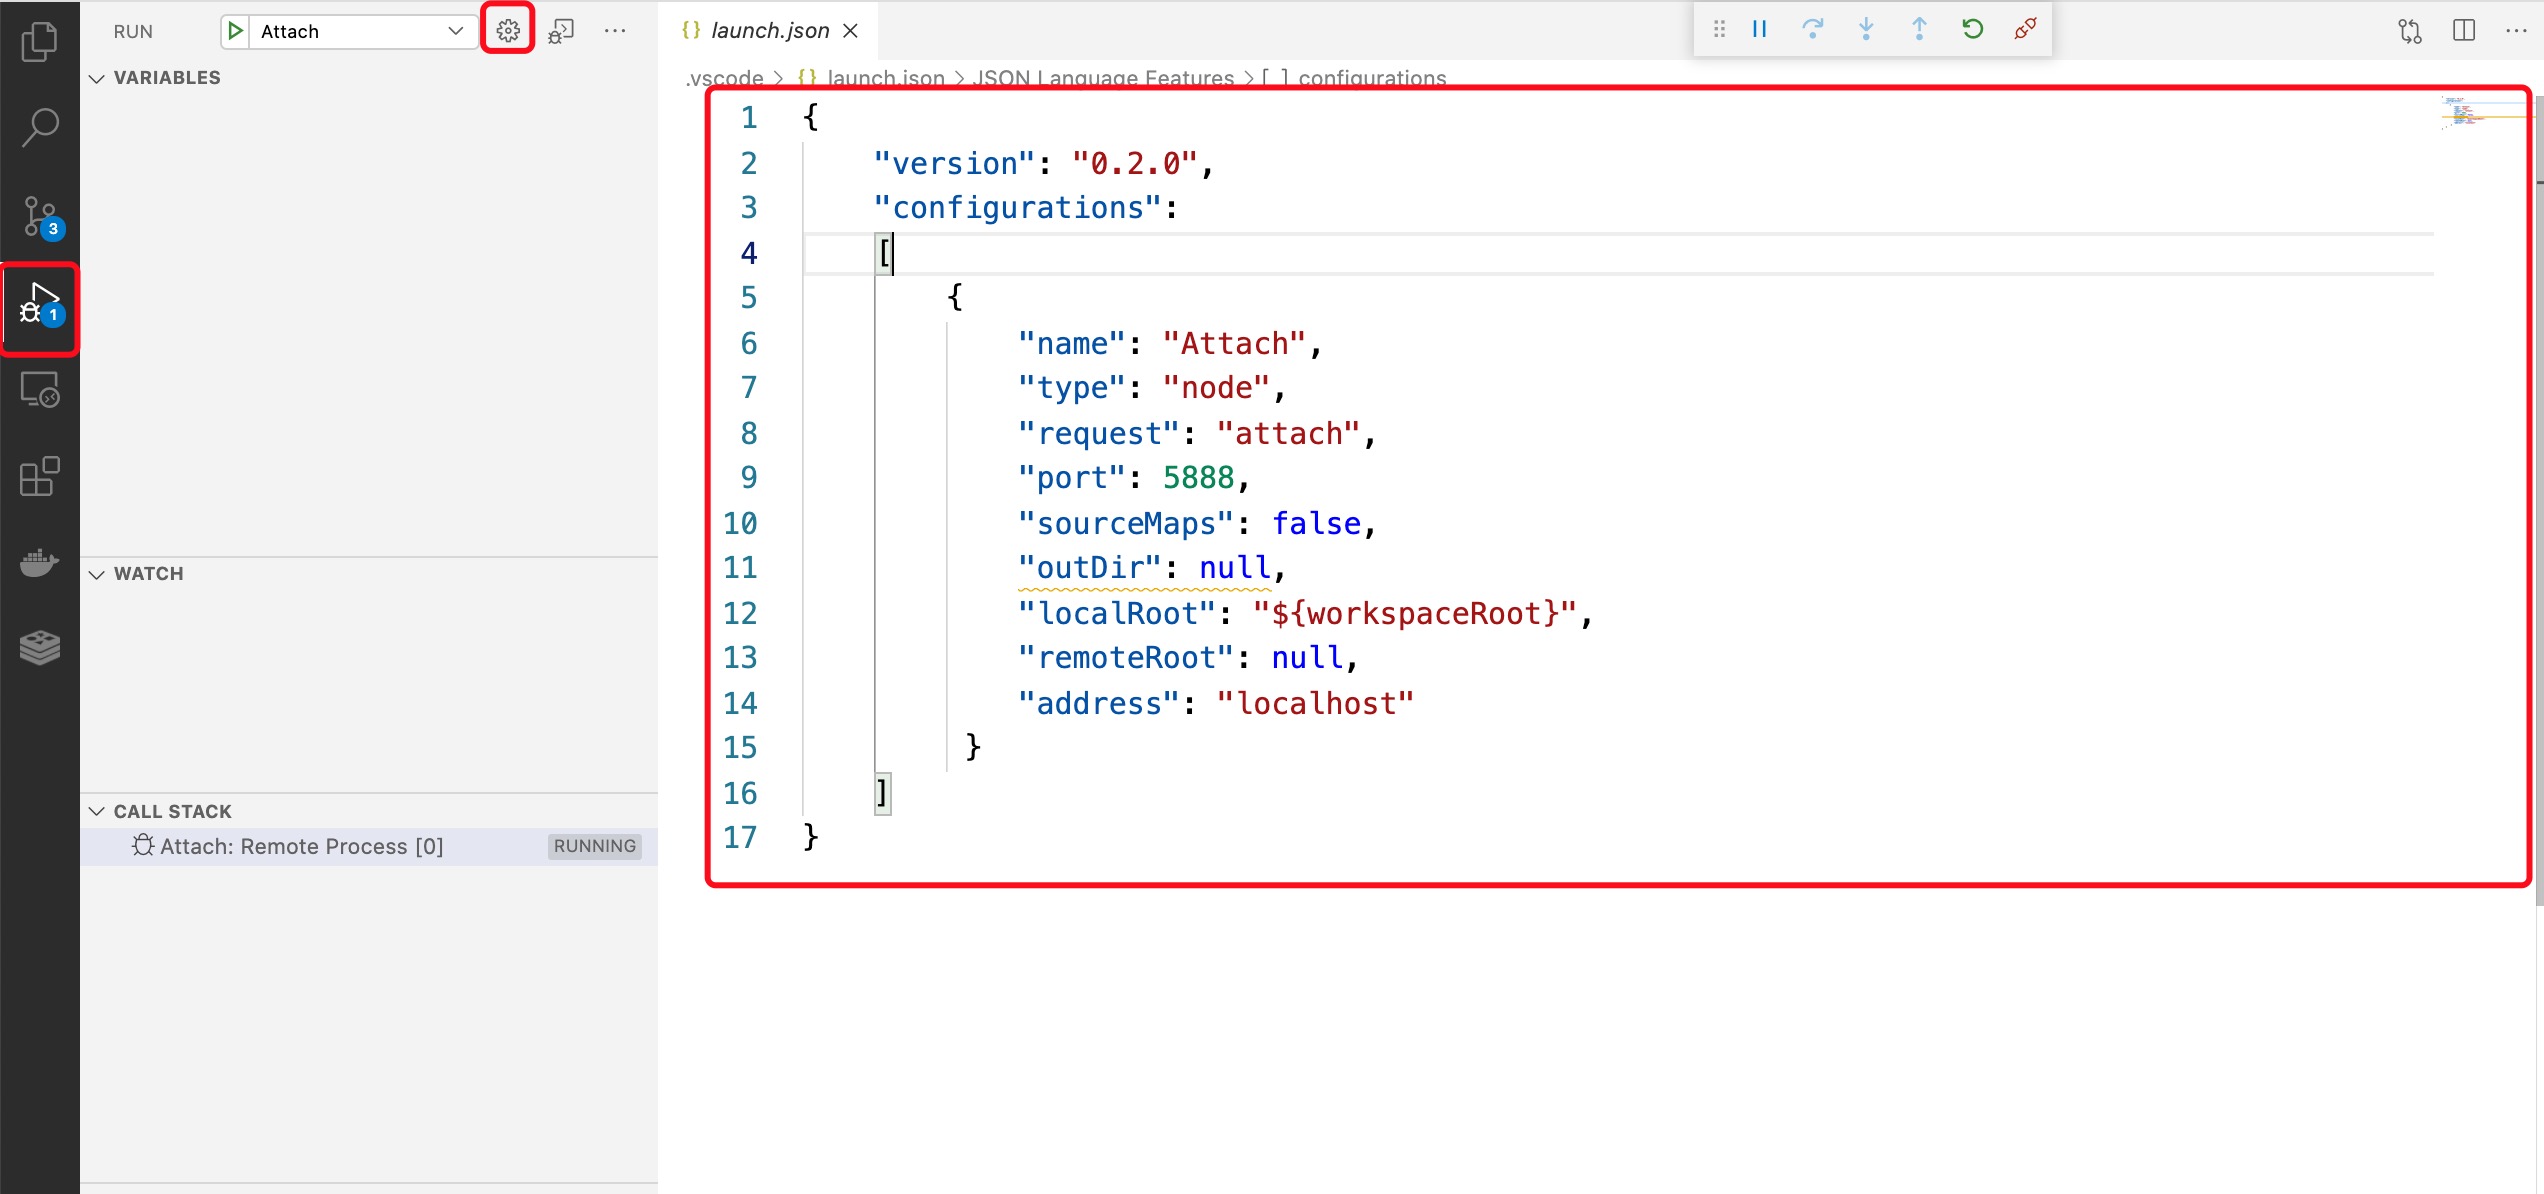 RUN
Attach
launch.json
.vscode > {} launch.json > JSON Language Features > [ ] configurations
VARIABLES
3
1
WATCH
CALL STACK
Attach: Remote Process [0] RUNNING
1 {
2 "version": "0.2.0",
3 "configurations":
4 [
5 {
6 "name": "Attach",
7 "type": "node",
8 "request": "attach",
9 "port": 5888,
10 "sourceMaps": false,
11 "outDir": null,
12 "localRoot": "${workspaceRoot}",
13 "remoteRoot": null,
14 "address": "localhost"
15 }
16 ]
17 }